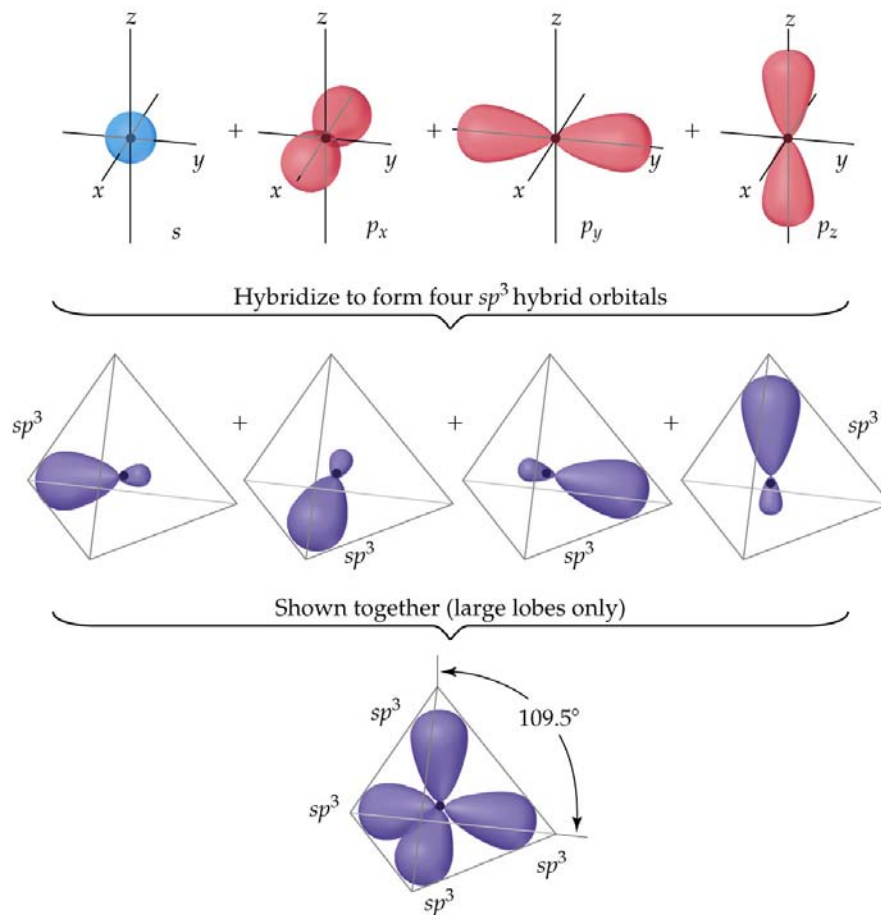 z z z z
+ + +
y y y y
x x x x
s pₓ p_y p_z
Hybridize to form four sp³ hybrid orbitals
sp³ + + + sp³
sp³ sp³
Shown together (large lobes only)
109.5°
sp³
sp³
sp³
sp³